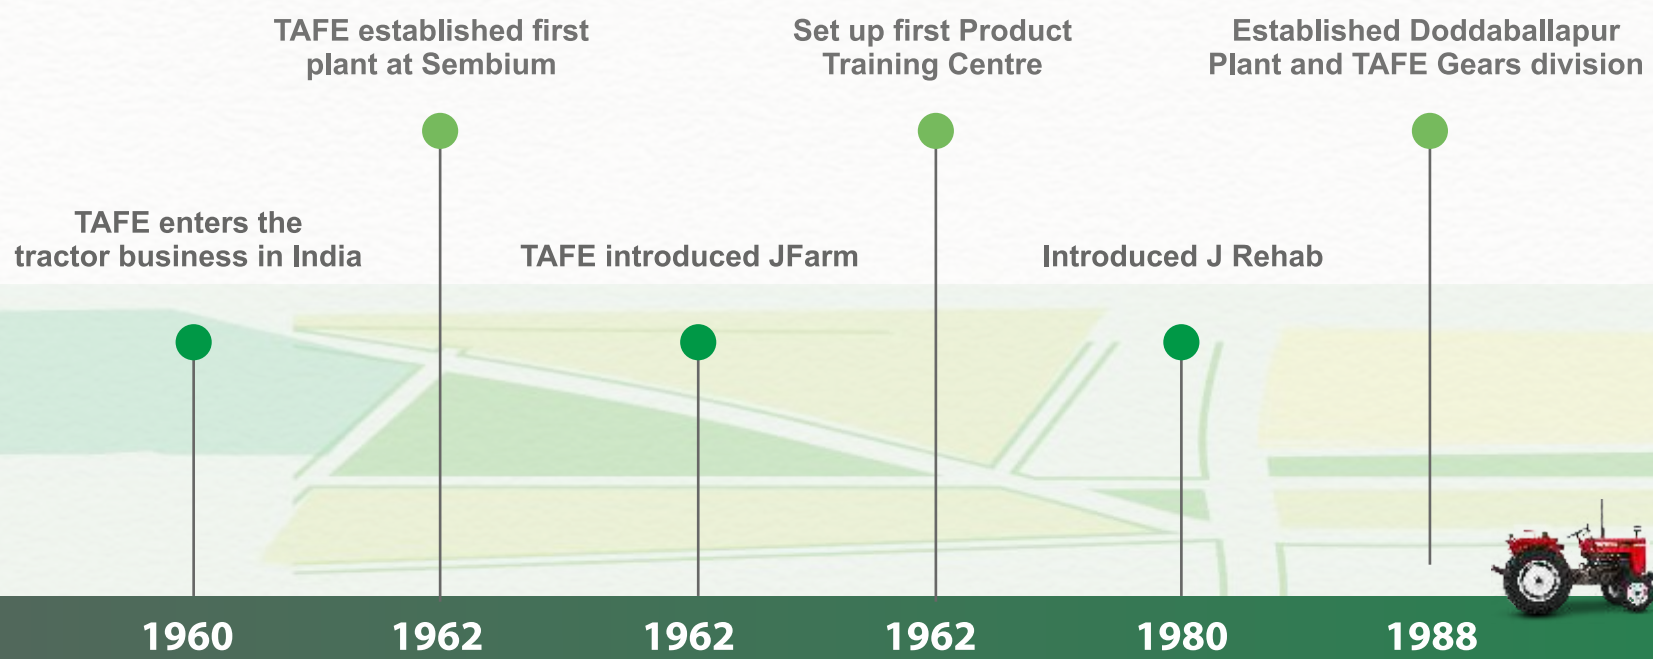 TAFE established first
plant at Sembium
Set up first Product
Training Centre
Established Doddaballapur
Plant and TAFE Gears division
TAFE enters the
tractor business in India
TAFE introduced JFarm
Introduced J Rehab
1960
1962
1962
1962
1980
1988